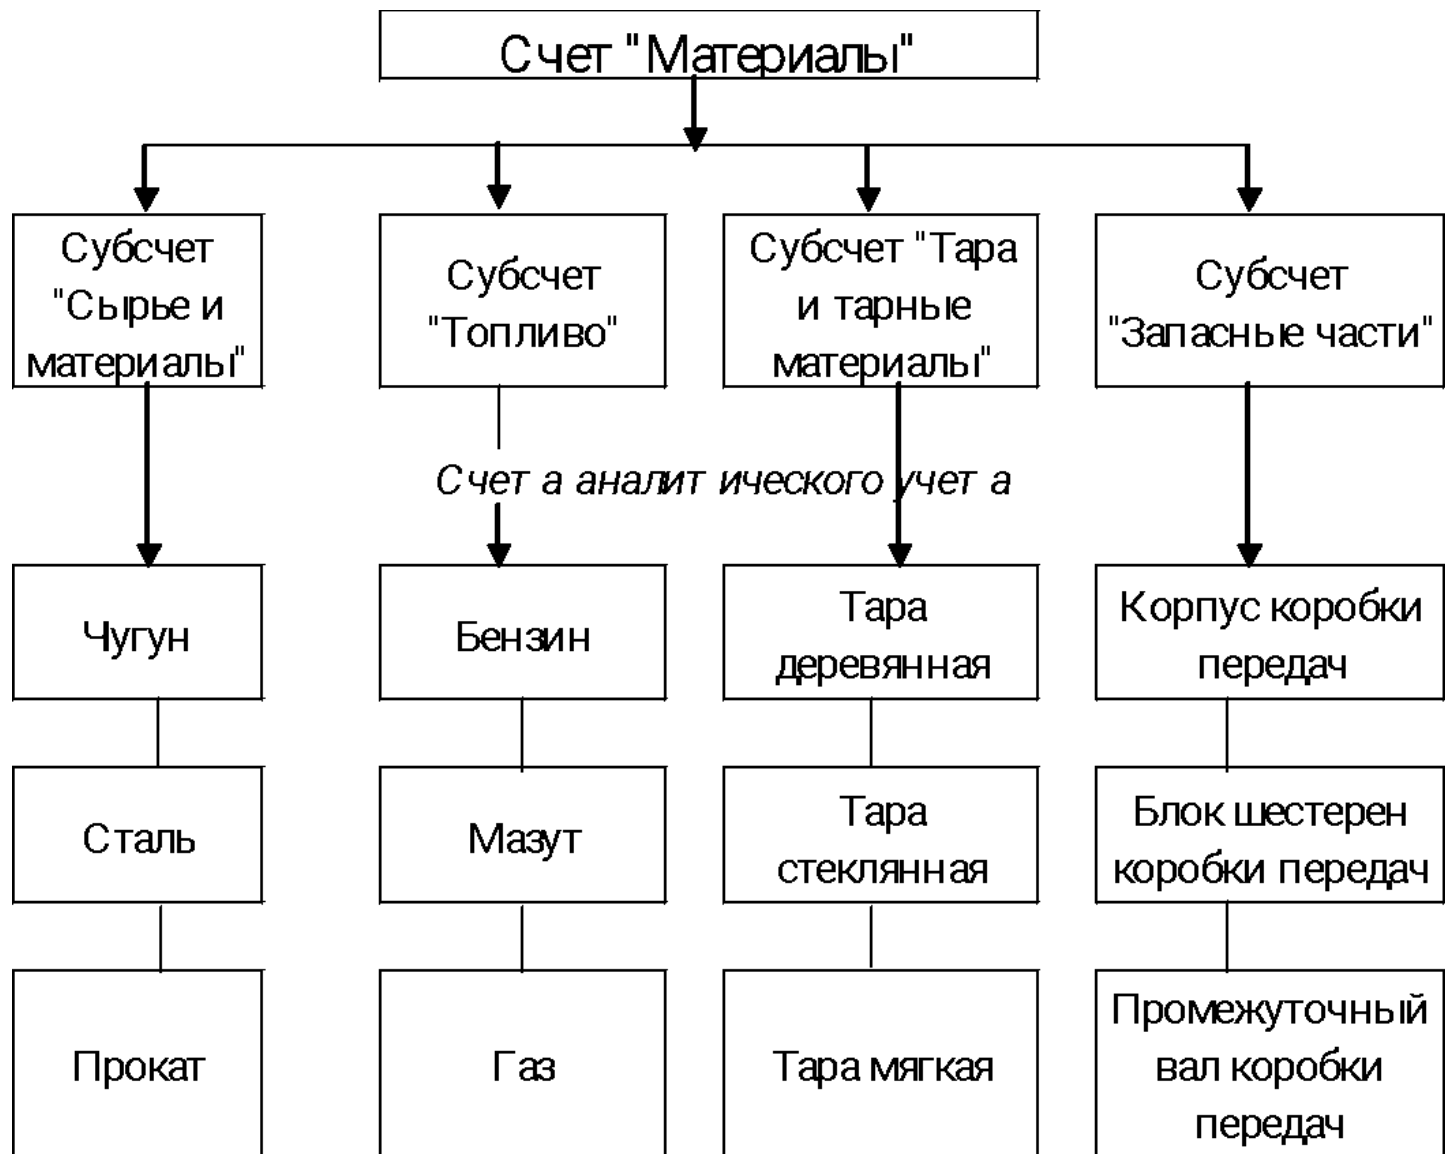 Счет "Материалы"
Субсчет
"Сырье и
материалы"
Субсчет
"Топливо"
Субсчет "Тара
и тарные
материалы"
Субсчет
"Запасные части"
Счета аналитического учета
Чугун
Бензин
Тара
деревянная
Корпус коробки
передач
Сталь
Мазут
Тара
стеклянная
Блок шестерен
коробки передач
Прокат
Газ
Тара мягкая
Промежуточный
вал коробки
передач